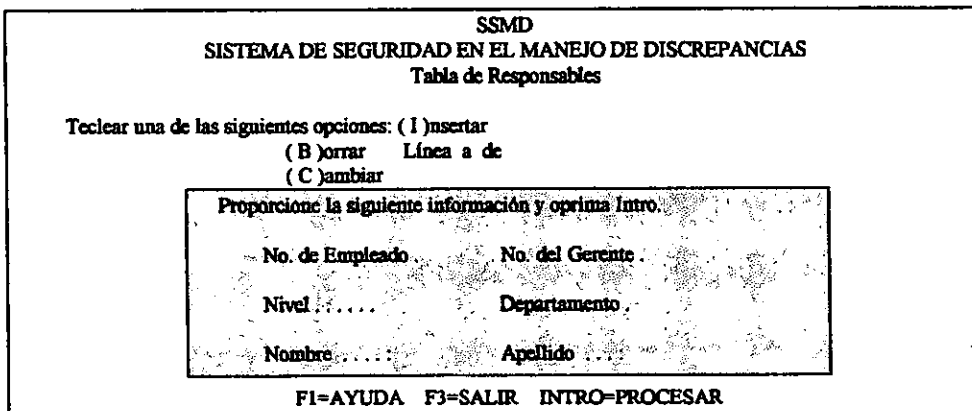 SSMD
SISTEMA DE SEGURIDAD EN EL MANEJO DE DISCREPANCIAS
Tabla de Responsables
Teclear una de las siguientes opciones: ( I )nsertar
( B )orrar Línea a de
( C )ambiar
Proporcione la siguiente información y oprima Intro.
No. de Empleado . No. del Gerente .
Nivel . . . . . . Departamento .
Nombre . . . . : Apellido . . . .
F1=AYUDA F3=SALIR INTRO=PROCESAR